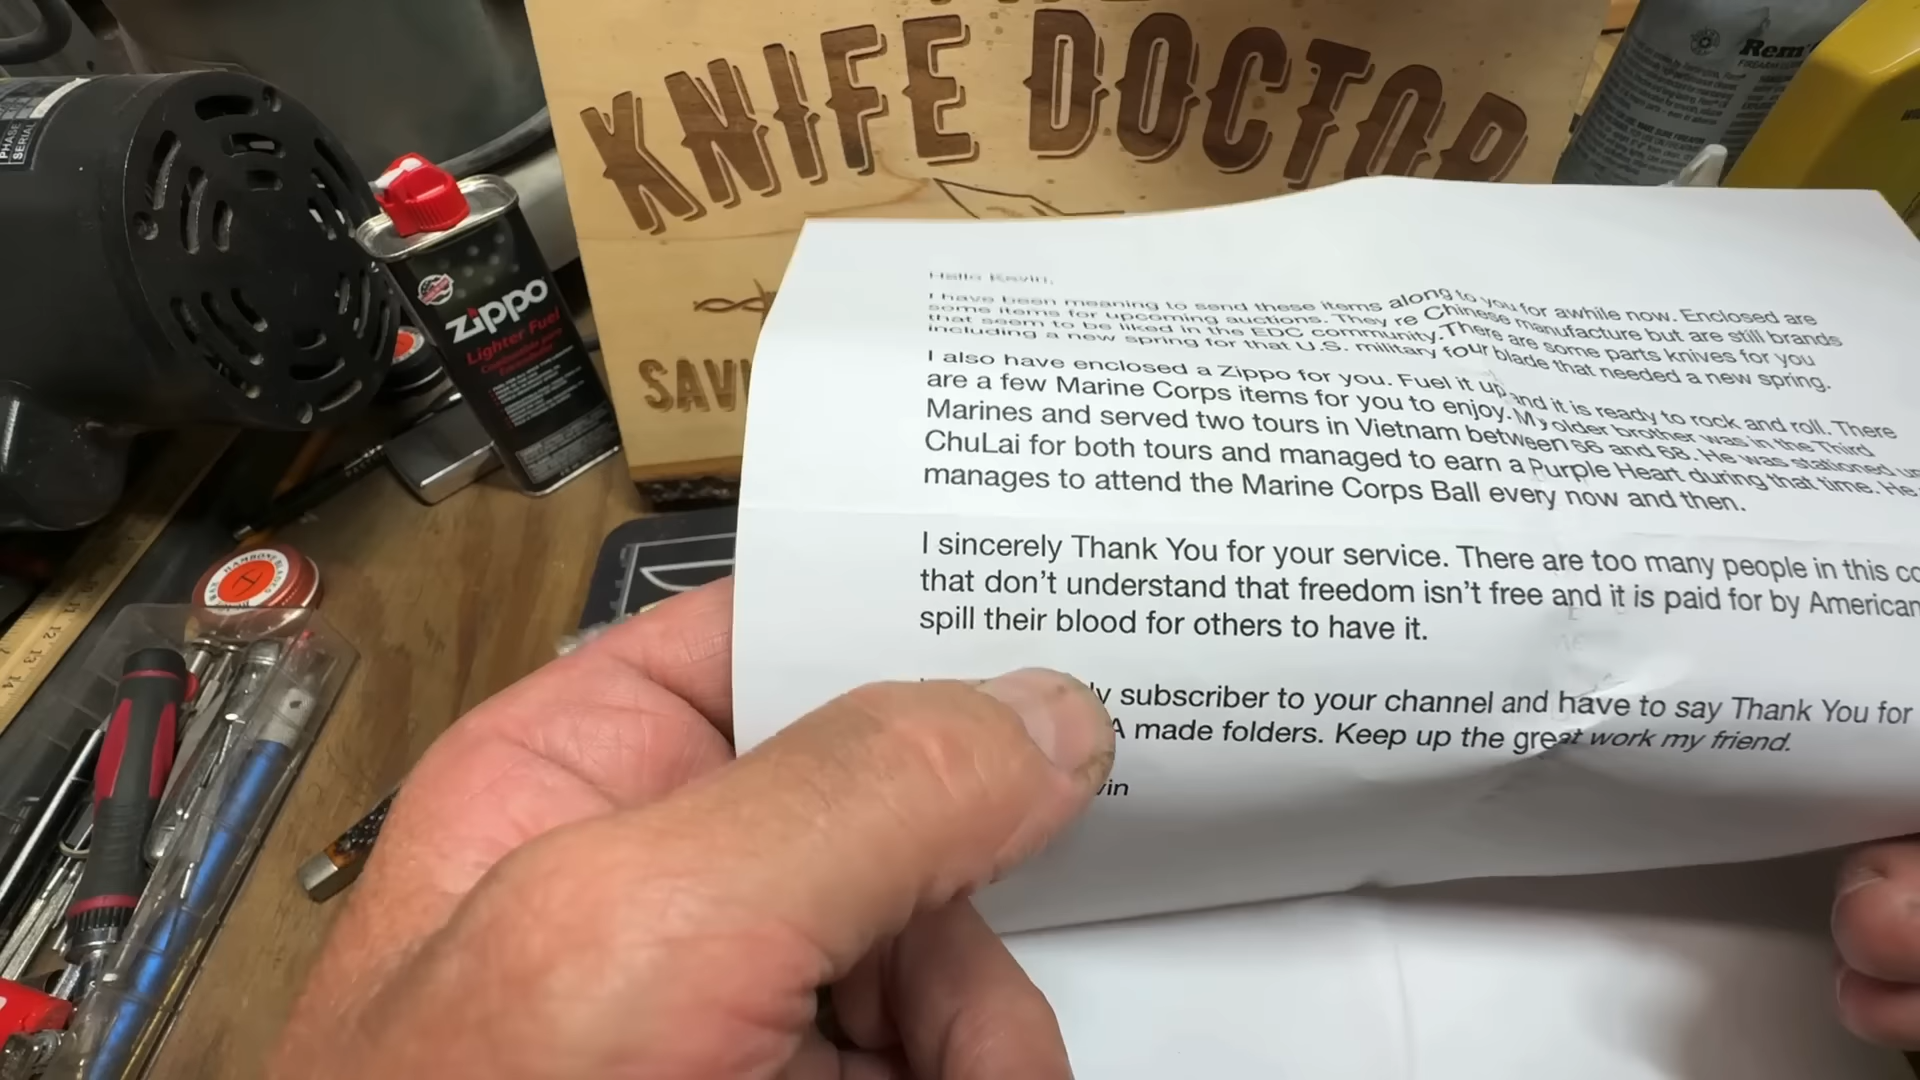 KNIFE DOCTOR
SAV
PHASE
SERIAL
zippo
Lighter Fuel
Rem
Hello Kevin,
I have been meaning to send these items along to you for awhile now. Enclosed are
some items for upcoming auctions. They re Chinese manufacture but are still brands
that seem to be liked in the EDC community. There are some parts knives for you
including a new spring for that U.S. military four blade that needed a new spring.
I also have enclosed a Zippo for you. Fuel it up and it is ready to rock and roll. There
are a few Marine Corps items for you to enjoy. My older brother was in the Third
Marines and served two tours in Vietnam between 66 and 68. He was stationed
ChuLai for both tours and managed to earn a Purple Heart during that time. He
manages to attend the Marine Corps Ball every now and then.
I sincerely Thank You for your service. There are too many people in this co
that don't understand that freedom isn't free and it is paid for by American
spill their blood for others to have it.
ly subscriber to your channel and have to say Thank You for
A made folders. Keep up the great work my friend.
vin
12
13
14